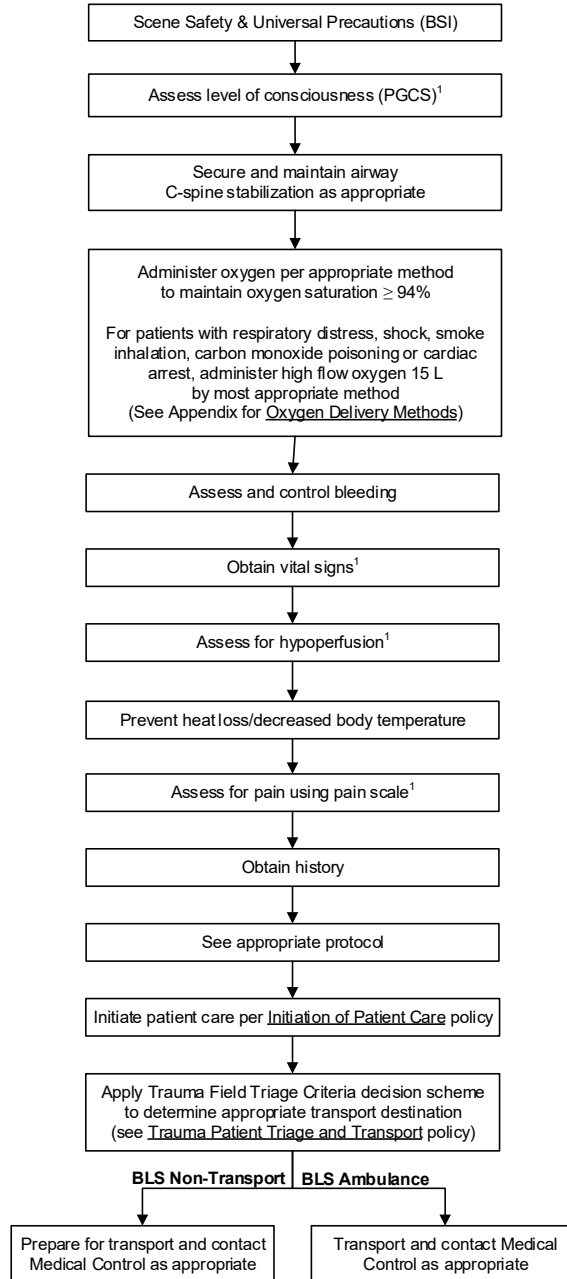 Scene Safety & Universal Precautions (BSI)
Assess level of consciousness (PGCS)¹
Secure and maintain airway
C-spine stabilization as appropriate
Administer oxygen per appropriate method
to maintain oxygen saturation ≥ 94%
For patients with respiratory distress, shock, smoke
inhalation, carbon monoxide poisoning or cardiac
arrest, administer high flow oxygen 15 L
by most appropriate method
(See Appendix for Oxygen Delivery Methods)
Assess and control bleeding
Obtain vital signs¹
Assess for hypoperfusion¹
Prevent heat loss/decreased body temperature
Assess for pain using pain scale¹
Obtain history
See appropriate protocol
Initiate patient care per Initiation of Patient Care policy
Apply Trauma Field Triage Criteria decision scheme
to determine appropriate transport destination
(see Trauma Patient Triage and Transport policy)
BLS Non-Transport
BLS Ambulance
Prepare for transport and contact
Medical Control as appropriate
Transport and contact Medical
Control as appropriate